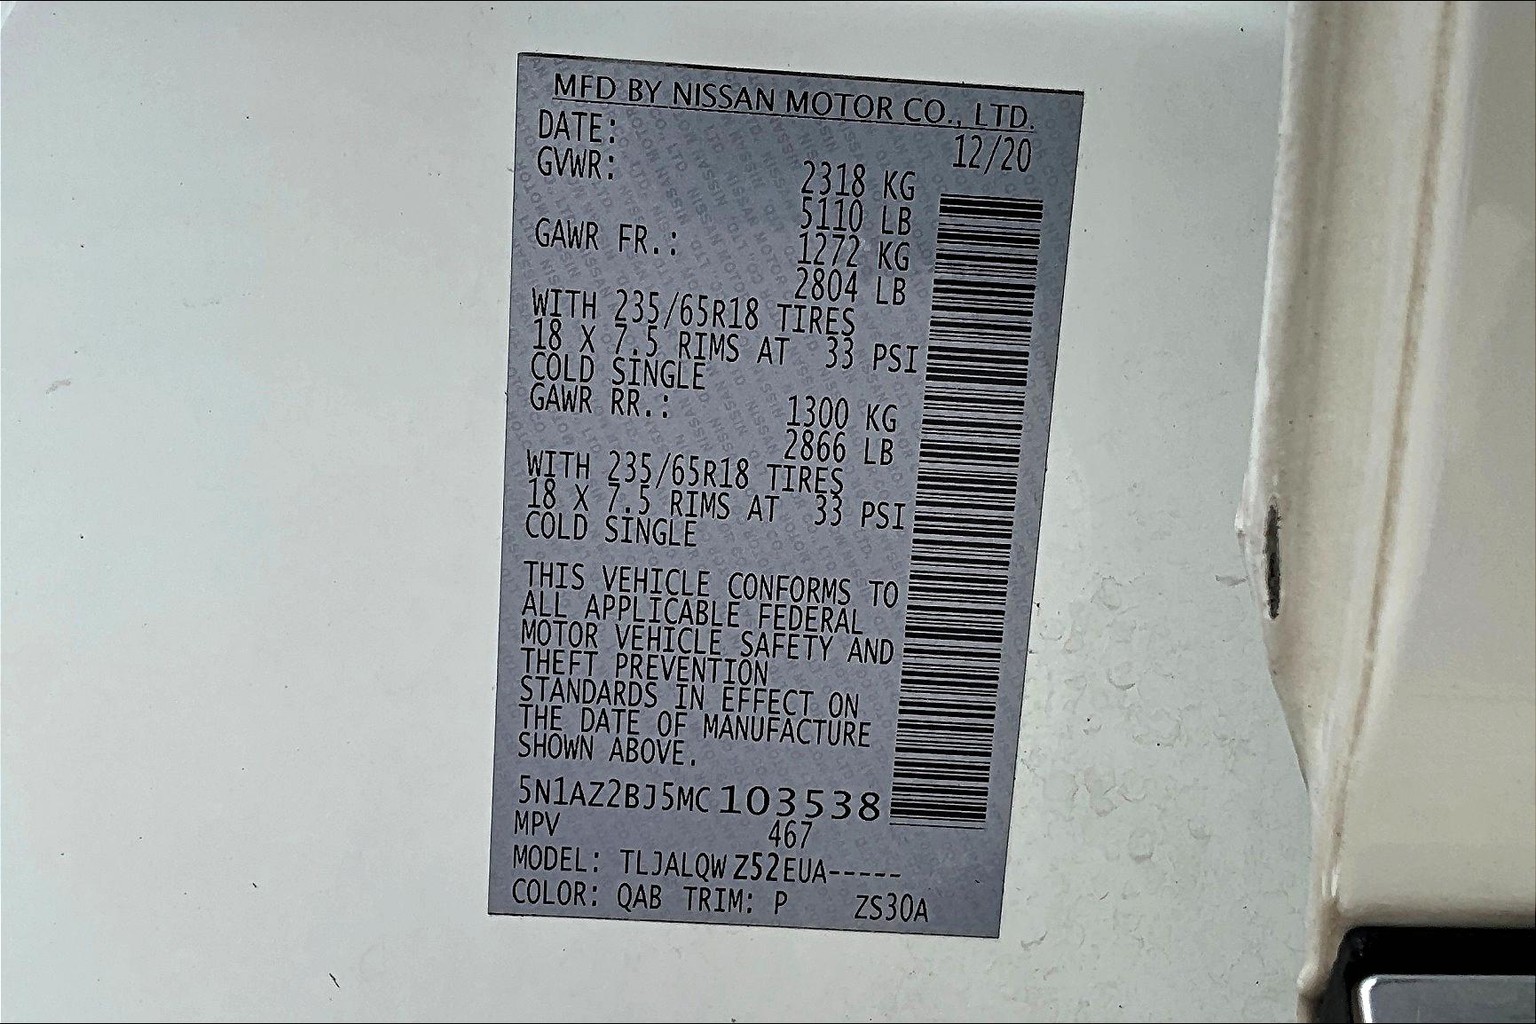 MFD BY NISSAN MOTOR CO., LTD.
DATE: 12/20
GVWR: 2318 KG
5110 LB
GAWR FR.: 1272 KG
2804 LB
WITH 235/65R18 TIRES
18 X 7.5 RIMS AT 33 PSI
COLD SINGLE
GAWR RR.: 1300 KG
2866 LB
WITH 235/65R18 TIRES
18 X 7.5 RIMS AT 33 PSI
COLD SINGLE
THIS VEHICLE CONFORMS TO
ALL APPLICABLE FEDERAL
MOTOR VEHICLE SAFETY AND
THEFT PREVENTION
STANDARDS IN EFFECT ON
THE DATE OF MANUFACTURE
SHOWN ABOVE.
5N1AZ2BJ5MC103538
MPV 467
MODEL: TLJALQWZ52EUA-----
COLOR: QAB TRIM: P ZS30A